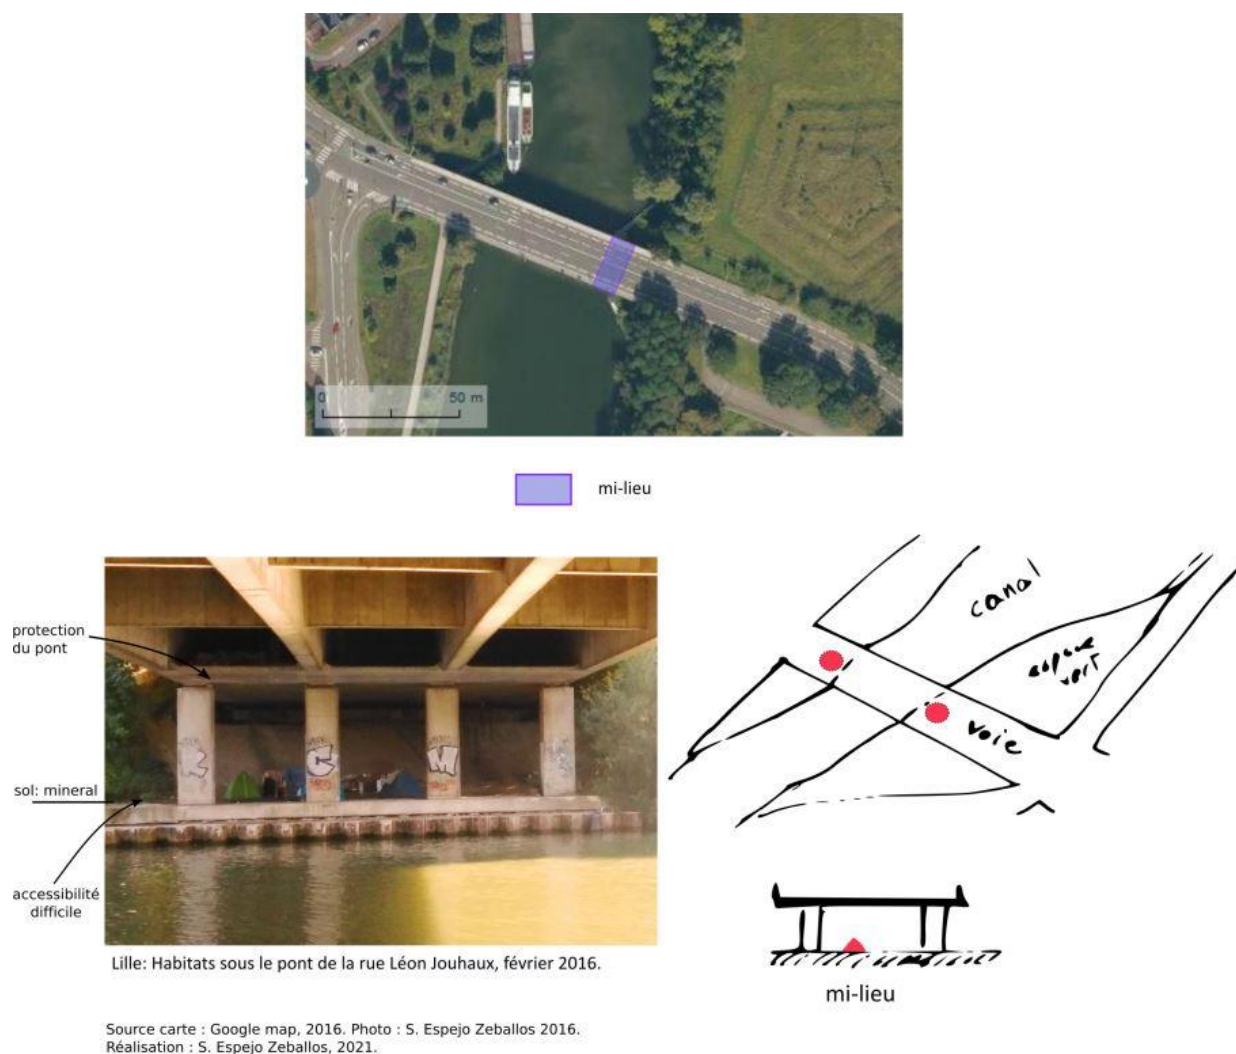 0 50 m
mi-lieu
protection
du pont
sol: mineral
accessibilité
difficile
canal
espace
vert
voie
mi-lieu
Lille: Habitats sous le pont de la rue Léon Jouhaux, février 2016.
Source carte : Google map, 2016. Photo : S. Espejo Zeballos 2016.
Réalisation : S. Espejo Zeballos, 2021.